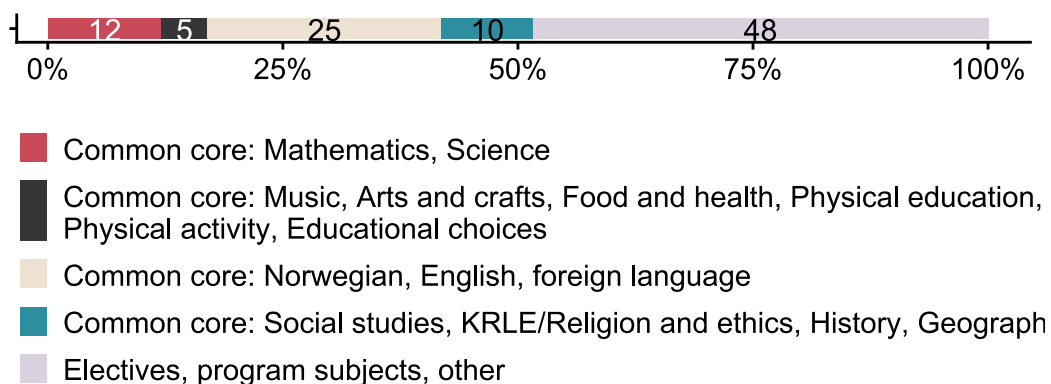 12 5 25 10 48
0% 25% 50% 75% 100%
Common core: Mathematics, Science
Common core: Music, Arts and crafts, Food and health, Physical education,
Physical activity, Educational choices
Common core: Norwegian, English, foreign language
Common core: Social studies, KRLE/Religion and ethics, History, Geograph
Electives, program subjects, other